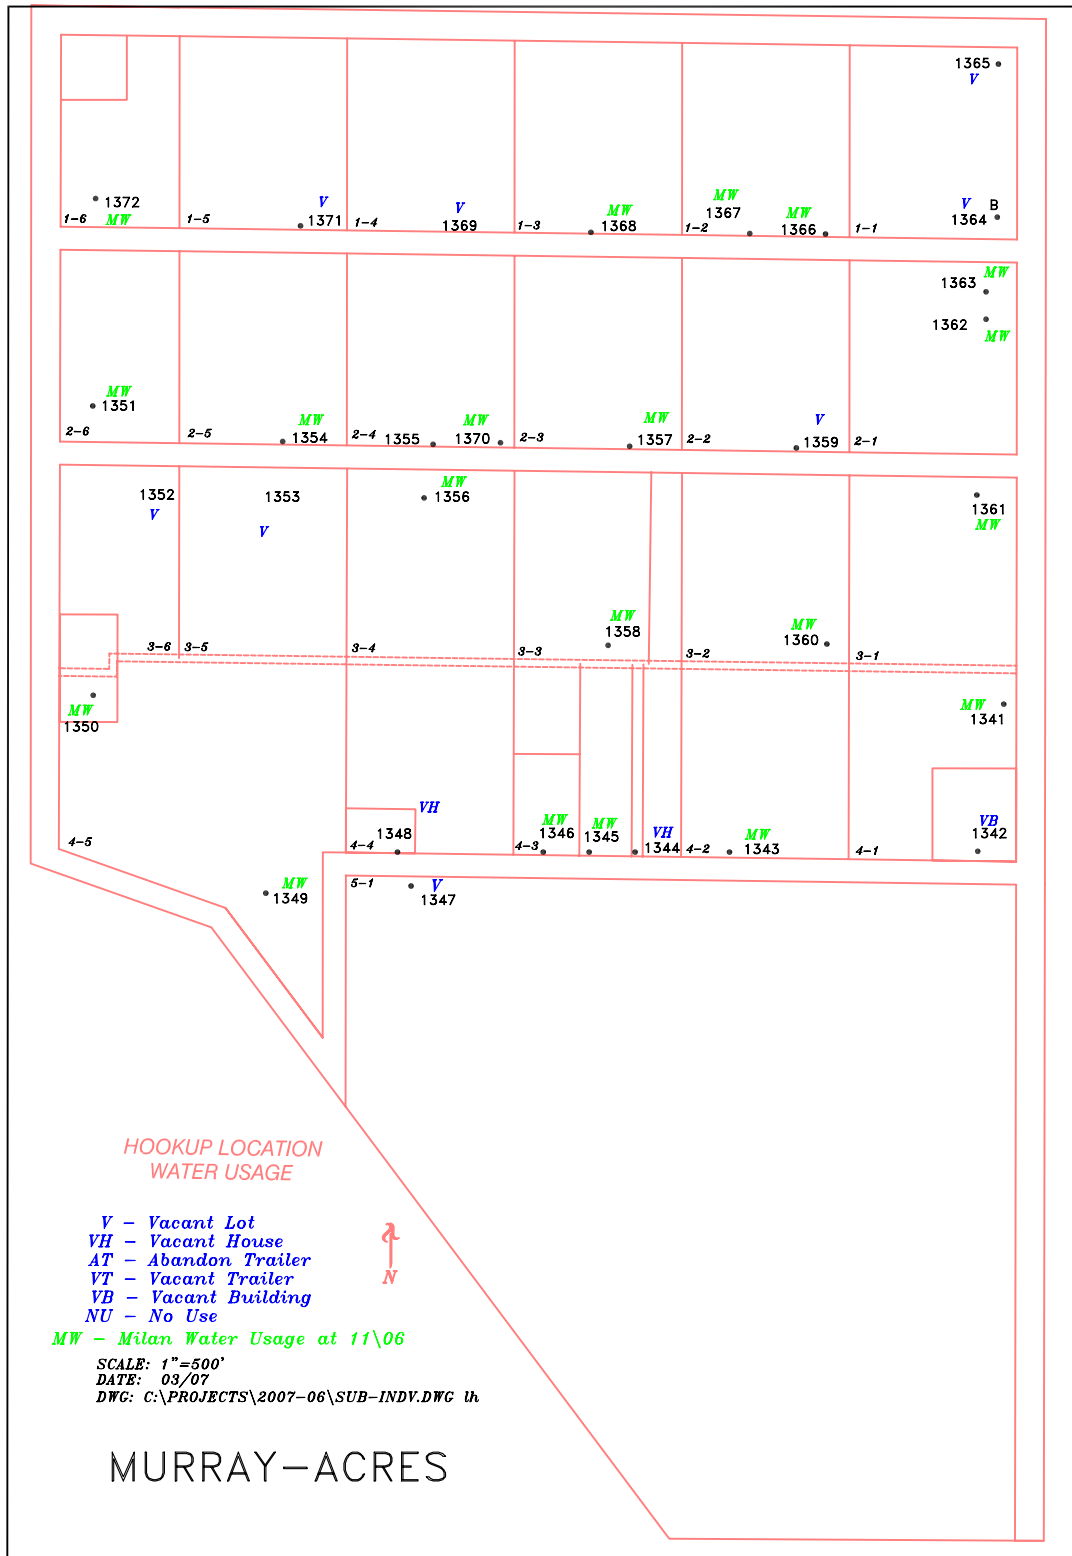 1365
V
1372
MW
1-6
1-5
V
1371
1-4
V
1369
1-3
MW
1368
MW
1367
1-2
MW
1366
1-1
V B
1364
MW
1363
1362
MW
MW
1351
2-6
2-5
MW
1354
2-4
1355
MW
1370
2-3
MW
1357
2-2
V
1359
2-1
1352
V
1353
V
MW
1356
1361
MW
3-6
3-5
3-4
3-3
MW
1358
3-2
MW
1360
3-1
MW
1350
MW
1341
4-5
VH
1348
4-4
MW
1346
4-3
MW
1345
VH
1344
4-2
MW
1343
4-1
VB
1342
MW
1349
5-1
V
1347
HOOKUP LOCATION
WATER USAGE
V - Vacant Lot
VH - Vacant House
AT - Abandon Trailer
VT - Vacant Trailer
VB - Vacant Building
NU - No Use
MW - Milan Water Usage at 11\06
N
SCALE: 1"=500'
DATE: 03/07
DWG: C:\PROJECTS\2007-06\SUB-INDV.DWG lh
MURRAY-ACRES